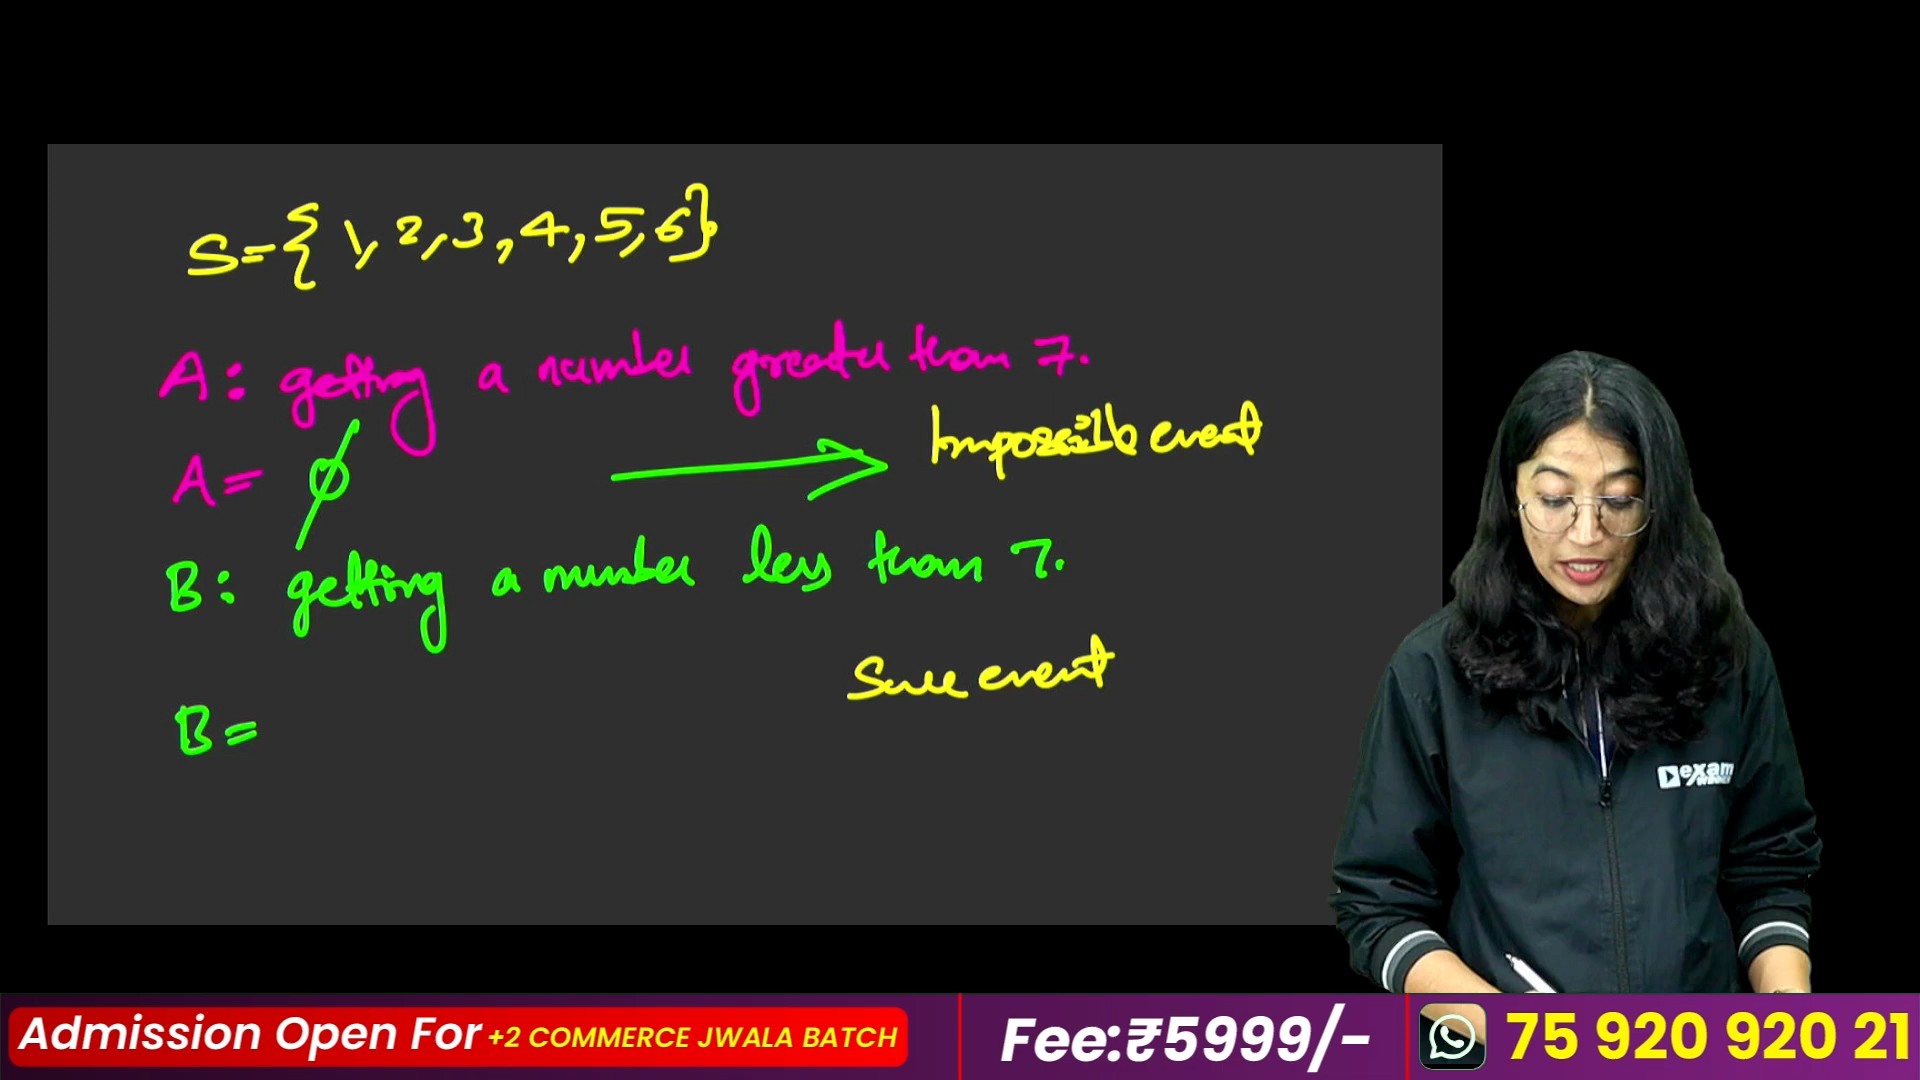 S={1,2,3,4,5,6}
A: getting a number greater than 7.
A= ϕ → Impossible event
B: getting a number less than 7.
Sure event
B=
exam
WINNER
Admission Open For +2 COMMERCE JWALA BATCH
Fee:₹5999/-
75 920 920 21